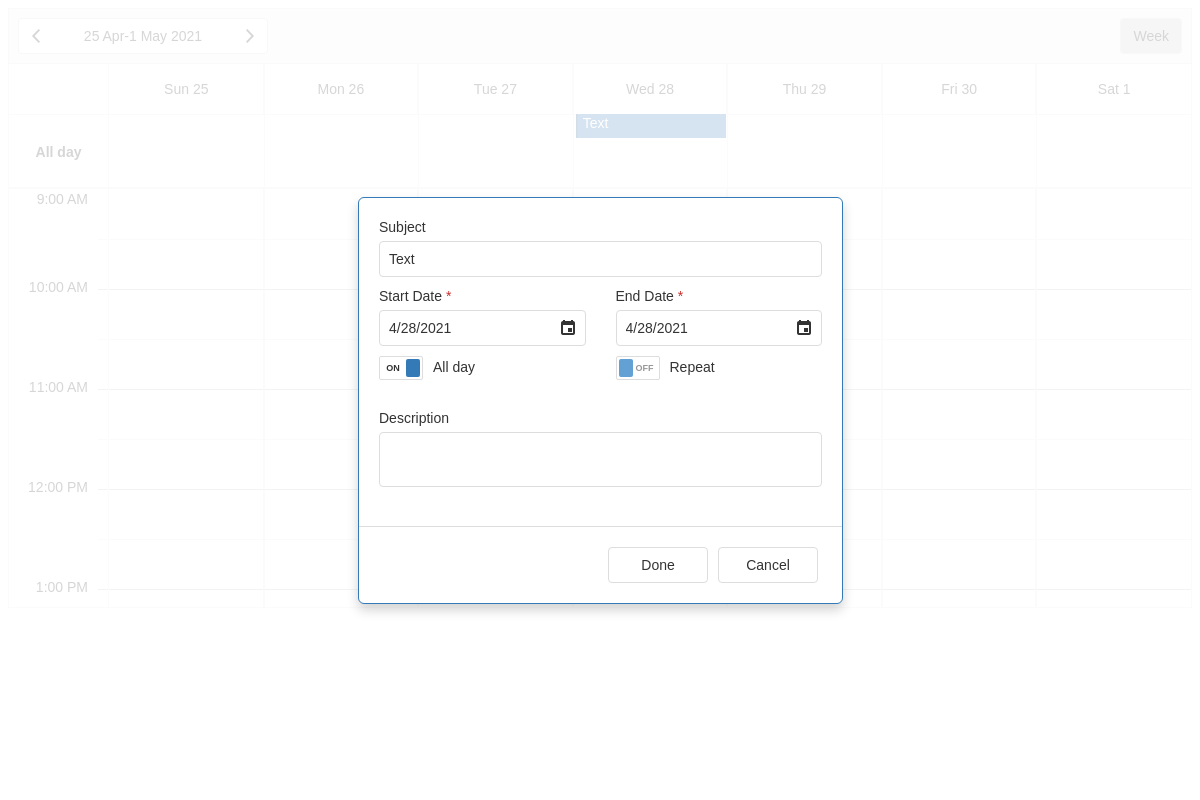 25 Apr-1 May 2021
Week
Sun 25
Mon 26
Tue 27
Wed 28
Thu 29
Fri 30
Sat 1
All day
Text
9:00 AM
10:00 AM
11:00 AM
12:00 PM
1:00 PM
Subject
Text
Start Date *
End Date *
4/28/2021
4/28/2021
ON
All day
OFF
Repeat
Description
Done
Cancel